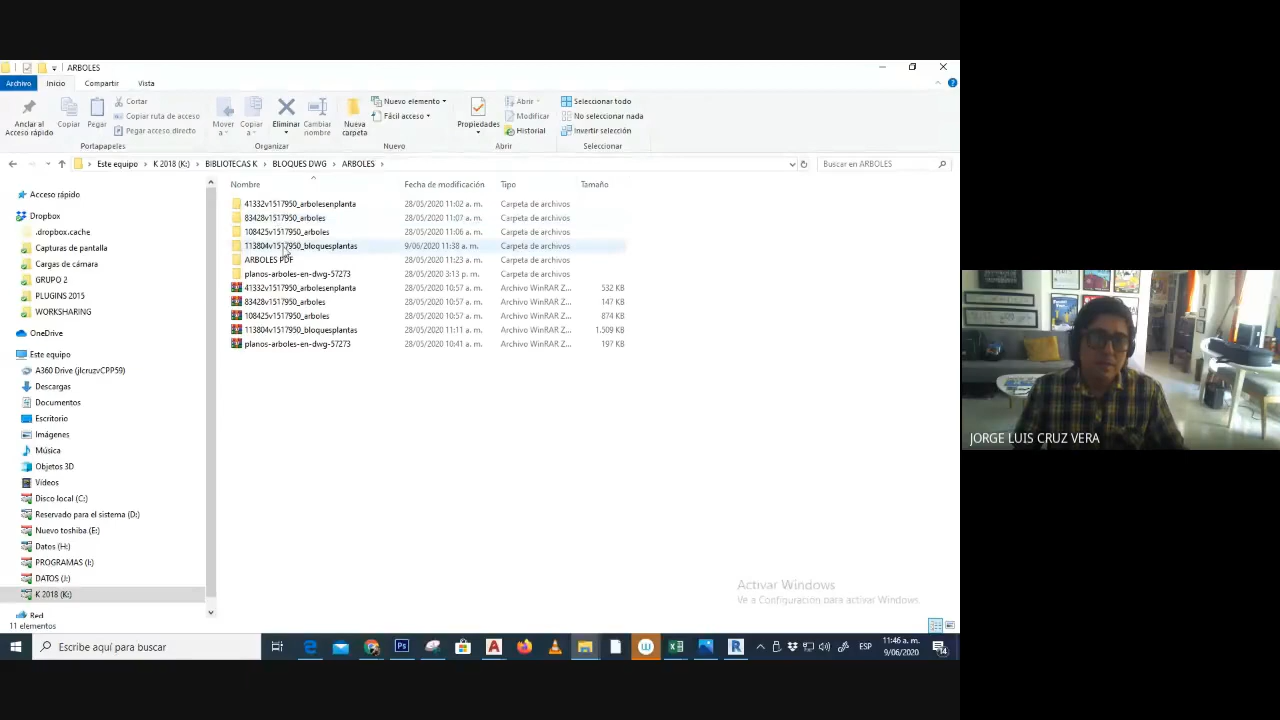 ARBOLES
Archivo Inicio Compartir Vista
Anclar al Acceso rápido
Copiar
Pegar
Cortar
Copiar ruta de acceso
Pegar acceso directo
Portapapeles
Mover a
Copiar a
Eliminar
Cambiar nombre
Organizar
Nueva carpeta
Nuevo elemento
Fácil acceso
Nuevo
Propiedades
Abrir
Modificar
Historial
Abrir
Seleccionar todo
No seleccionar nada
Invertir selección
Seleccionar
Este equipo > K 2018 (K:) > BIBLIOTECAS K > BLOQUES DWG > ARBOLES >
Buscar en ARBOLES
Acceso rápido
Dropbox
.dropbox.cache
Capturas de pantalla
Cargas de cámara
GRUPO 2
PLUGINS 2015
WORKSHARING
OneDrive
Este equipo
A360 Drive (jlcruzvCPP59)
Descargas
Documentos
Escritorio
Imágenes
Música
Objetos 3D
Vídeos
Disco local (C:)
Reservado para el sistema (D:)
Nuevo toshiba (E:)
Datos (H:)
PROGRAMAS (I:)
DATOS (J:)
K 2018 (K:)
Red
Nombre Fecha de modificación Tipo Tamaño
41332v1517950_arbolesenplanta 28/05/2020 11:02 a. m. Carpeta de archivos
83428v1517950_arboles 28/05/2020 11:07 a. m. Carpeta de archivos
108425v1517950_arboles 28/05/2020 11:06 a. m. Carpeta de archivos
113804v1517950_bloquesplantas 9/06/2020 11:38 a. m. Carpeta de archivos
ARBOLES PDF 28/05/2020 11:23 a. m. Carpeta de archivos
planos-arboles-en-dwg-57273 28/05/2020 3:13 p. m. Carpeta de archivos
41332v1517950_arbolesenplanta 28/05/2020 10:57 a. m. Archivo WinRAR Z... 532 KB
83428v1517950_arboles 28/05/2020 10:57 a. m. Archivo WinRAR Z... 147 KB
108425v1517950_arboles 28/05/2020 10:57 a. m. Archivo WinRAR Z... 874 KB
113804v1517950_bloquesplantas 28/05/2020 11:11 a. m. Archivo WinRAR Z... 1.509 KB
planos-arboles-en-dwg-57273 28/05/2020 10:41 a. m. Archivo WinRAR Z... 197 KB
Activar Windows
Ve a Configuración para activar Windows.
11 elementos
Escribe aquí para buscar
ESP
11:46 a. m.
9/06/2020
JORGE LUIS CRUZ VERA